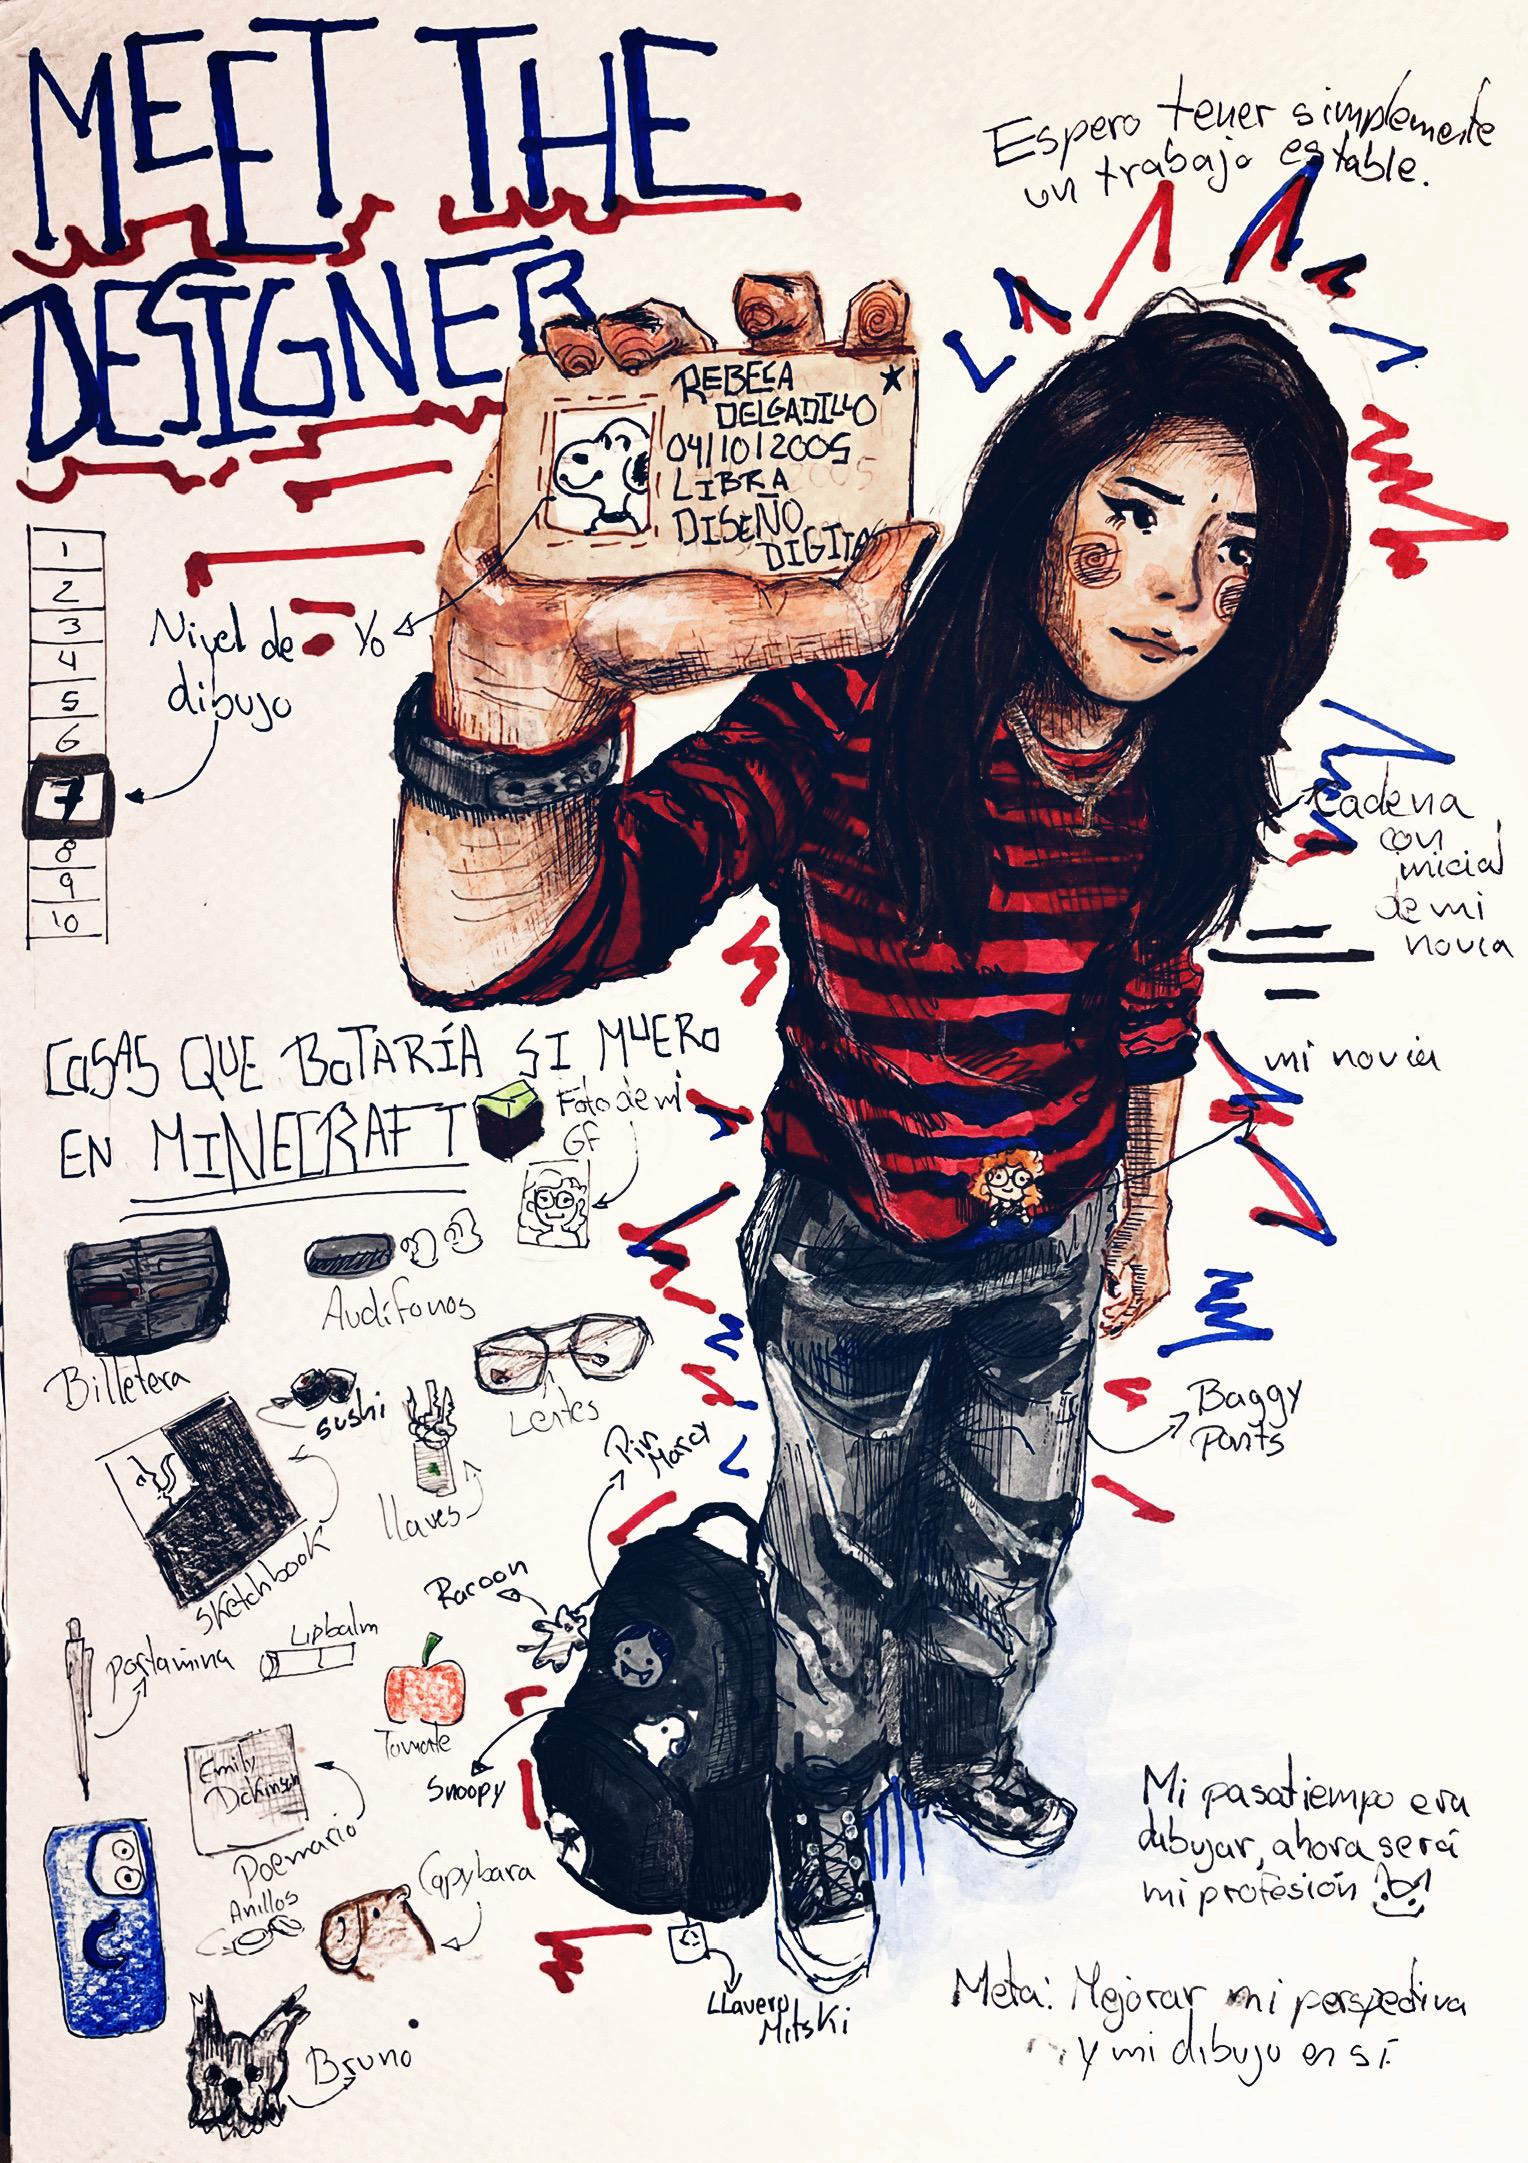 MEET THE
DESIGNER
Espero tener simplemente
un trabajo estable.
REBECA
DELGADILLO
04/10/2005
LIBRA
DISEÑO
DIGITAL
1
2
3
4
5
6
7
8
9
10
Nivel de
dibujo
Yo
Cadena
con
inicial
de mi
novia
mi novia
COSAS QUE BOTARÍA SI MUERO
EN MINECRAFT
Foto de mi
GF
Billetera
Audífonos
Lentes
sushi
llaves
sketchbook
Pin
Marcy
Baggy
Pants
Racoon
portamina
Lipbalm
Tomate
Snoopy
Emily
Dickinson
Poemario
Anillos
Capybara
Bruno
Llavero
Mitski
Mi pasatiempo era
dibujar, ahora será
mi profesión
Meta: Mejorar mi perspectiva
y mi dibujo en sí.